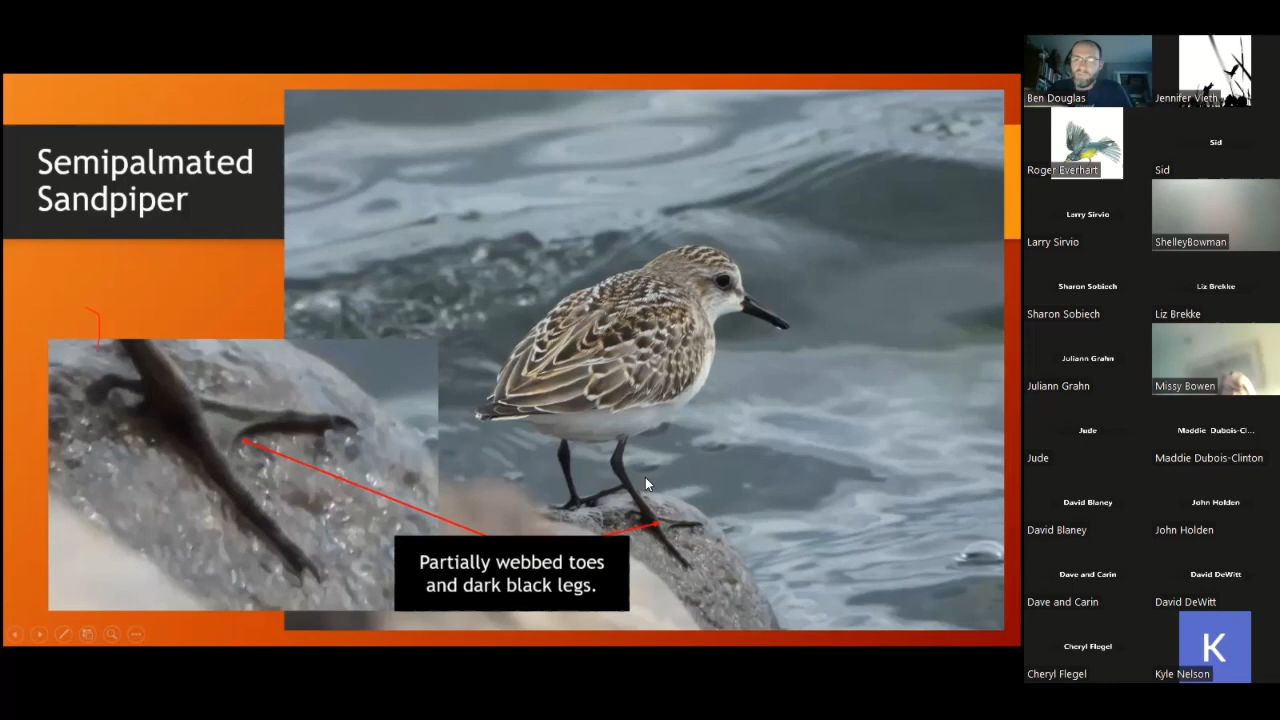 Semipalmated
Sandpiper
Partially webbed toes
and dark black legs.
Ben Douglas
Jennifer Vieth
Roger Everhart
Sid
Sid
Larry Sirvio
Larry Sirvio
ShelleyBowman
Sharon Sobiech
Sharon Sobiech
Liz Brekke
Liz Brekke
Juliann Grahn
Juliann Grahn
Missy Bowen
Jude
Jude
Maddie Dubois-Cl...
Maddie Dubois-Clinton
David Blaney
David Blaney
John Holden
John Holden
Dave and Carin
Dave and Carin
David DeWitt
David DeWitt
Cheryl Flegel
Cheryl Flegel
K
Kyle Nelson